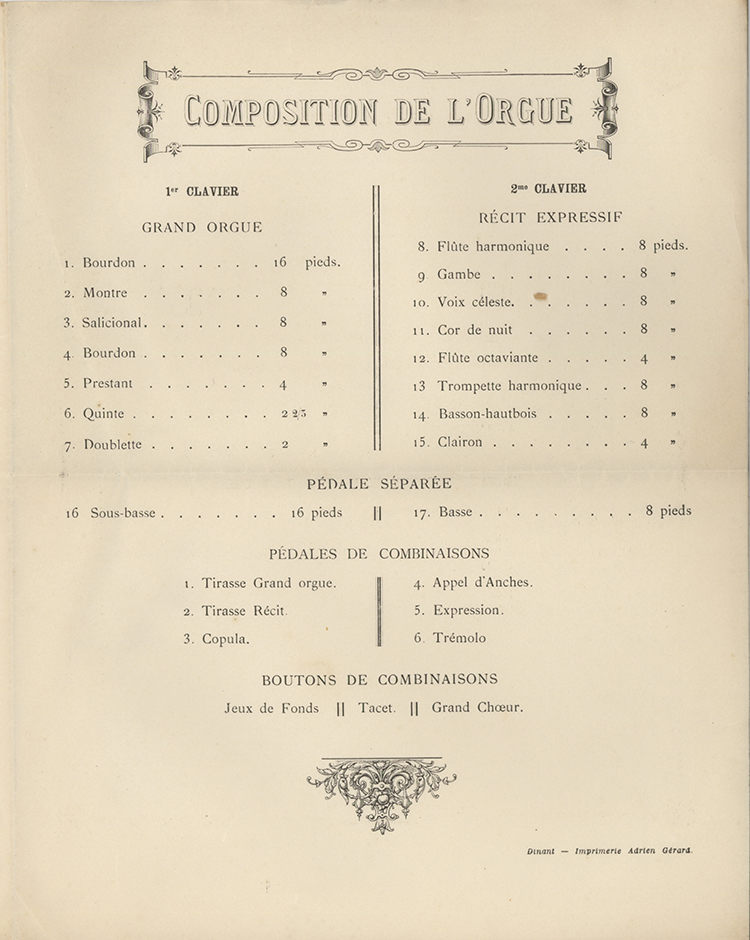 COMPOSITION DE L'ORGUE
1er CLAVIER
GRAND ORGUE
1. Bourdon . . . . . . . 16 pieds.
2. Montre . . . . . . . 8 "
3. Salicional. . . . . . . 8 "
4. Bourdon . . . . . . . 8 "
5. Prestant . . . . . . . 4 "
6. Quinte . . . . . . . . 2 2/3 "
7. Doublette . . . . . . . 2 "
2me CLAVIER
RÉCIT EXPRESSIF
8. Flûte harmonique . . . . 8 pieds.
9 Gambe . . . . . . . . 8 "
10. Voix céleste. . . . . . . 8 "
11. Cor de nuit . . . . . . 8 "
12. Flûte octaviante . . . . . 4 "
13 Trompette harmonique . . . 8 "
14. Basson-hautbois . . . . . 8 "
15. Clairon . . . . . . . . 4 "
PÉDALE SÉPARÉE
16 Sous-basse . . . . . . . 16 pieds || 17. Basse . . . . . . . . . 8 pieds
PÉDALES DE COMBINAISONS
1. Tirasse Grand orgue.
2. Tirasse Récit.
3. Copula.
4. Appel d'Anches.
5. Expression.
6. Trémolo
BOUTONS DE COMBINAISONS
Jeux de Fonds || Tacet. || Grand Chœur.
Dinant — Imprimerie Adrien Gérard.